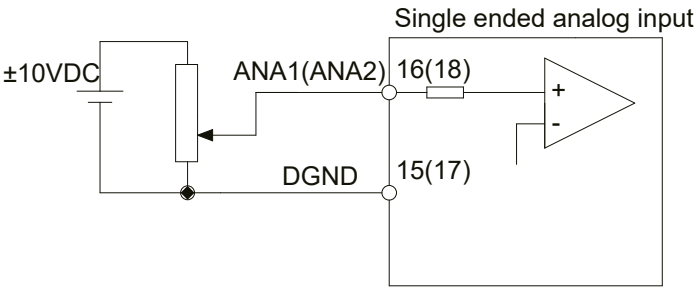 Single ended analog input
±10VDC
ANA1(ANA2)
16(18)
+
-
DGND
15(17)